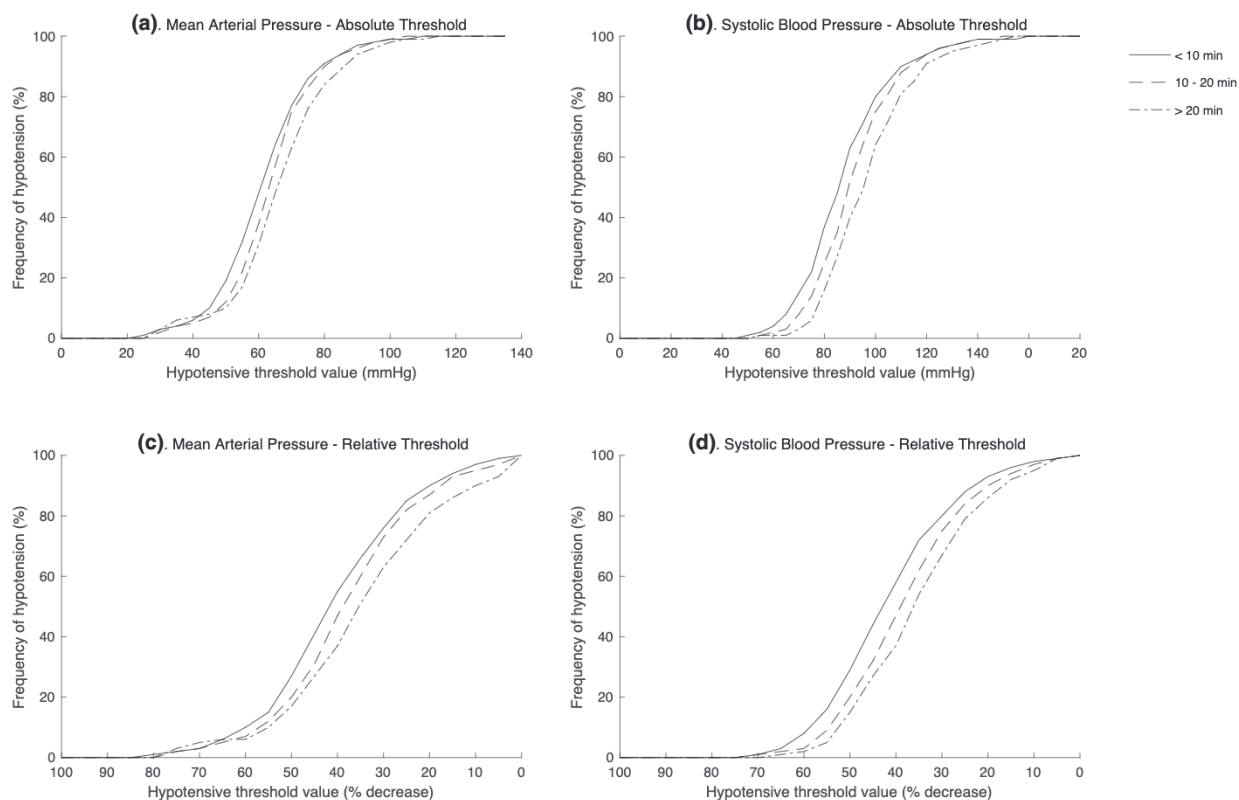 (a). Mean Arterial Pressure - Absolute Threshold
100
80
60
40
20
0
Frequency of hypotension (%)
0 20 40 60 80 100 120 140
Hypotensive threshold value (mmHg)
(b). Systolic Blood Pressure - Absolute Threshold
100
80
60
40
20
0
Frequency of hypotension (%)
0 20 40 60 80 100 120 140 0 20
Hypotensive threshold value (mmHg)
< 10 min
10 - 20 min
> 20 min
(c). Mean Arterial Pressure - Relative Threshold
100
80
60
40
20
0
Frequency of hypotension (%)
100 90 80 70 60 50 40 30 20 10 0
Hypotensive threshold value (% decrease)
(d). Systolic Blood Pressure - Relative Threshold
100
80
60
40
20
0
Frequency of hypotension (%)
100 90 80 70 60 50 40 30 20 10 0
Hypotensive threshold value (% decrease)